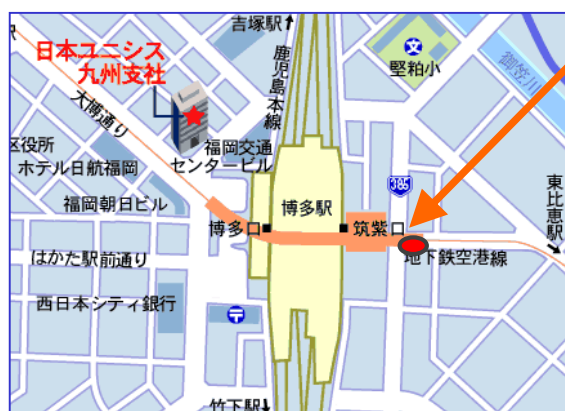 吉塚駅↑
駅
日本ユニシス
九州支社
鹿児島本線
文
堅粕小
御笠川
大博通り
区役所
福岡交通
センタービル
ホテル日航福岡
385
東比恵駅
福岡朝日ビル
博多駅
博多口
筑紫口
はかた駅前通り
地下鉄空港線
西日本シティ銀行
〒
竹下駅↓